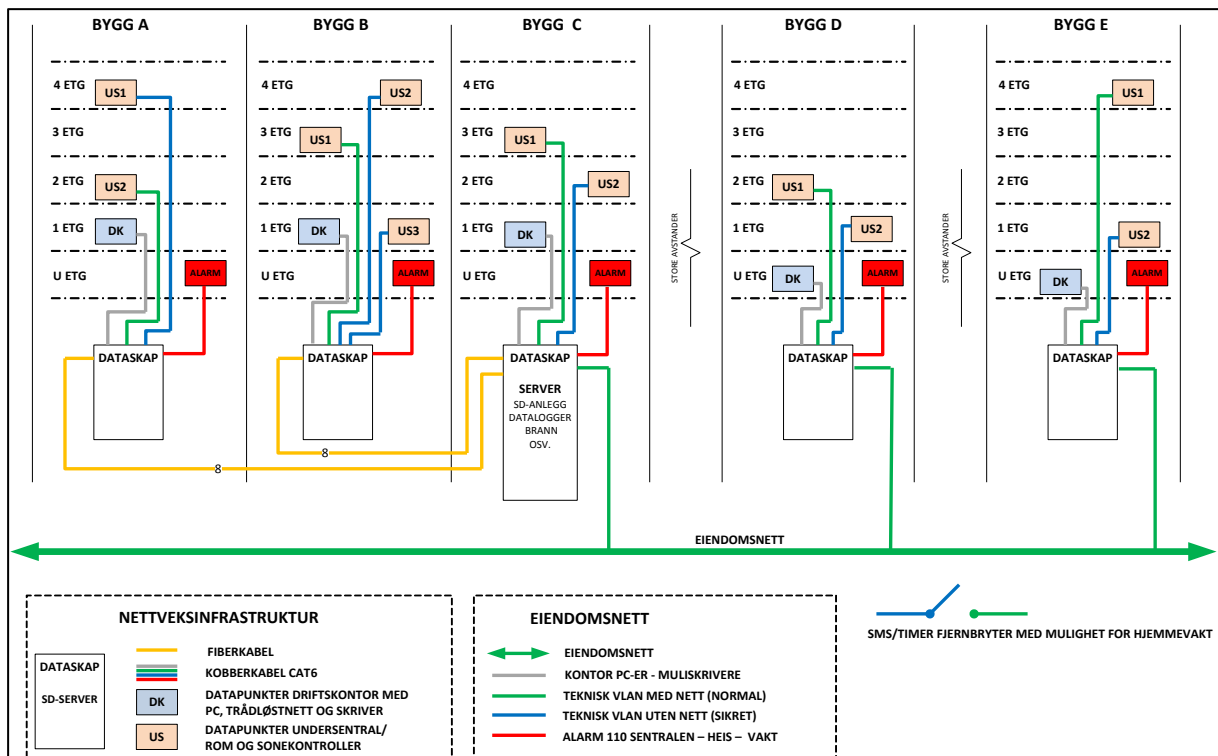 BYGG A
BYGG B
BYGG C
BYGG D
BYGG E
4 ETG
US1
3 ETG
2 ETG
US2
1 ETG
DK
U ETG
ALARM
DATASKAP
4 ETG
US2
3 ETG
US1
2 ETG
1 ETG
DK
US3
U ETG
ALARM
DATASKAP
8
8
4 ETG
3 ETG
US1
2 ETG
US2
1 ETG
DK
U ETG
ALARM
DATASKAP
SERVER
SD-ANLEGG
DATALOGGER
BRANN
OSV.
STORE AVSTANDER
4 ETG
3 ETG
2 ETG
US1
1 ETG
US2
U ETG
DK
ALARM
DATASKAP
STORE AVSTANDER
4 ETG
US1
3 ETG
2 ETG
1 ETG
US2
U ETG
DK
ALARM
DATASKAP
EIENDOMSNETT
NETTVEKSINFRASTRUKTUR
DATASKAP
SD-SERVER
FIBERKABEL
KOBBERKABEL CAT6
DK
DATAPUNKTER DRIFTSKONTOR MED
PC, TRÅDLØSTNETT OG SKRIVER
US
DATAPUNKTER UNDERSENTRAL/
ROM OG SONEKONTROLLER
EIENDOMSNETT
EIENDOMSNETT
KONTOR PC-ER - MULISKRIVERE
TEKNISK VLAN MED NETT (NORMAL)
TEKNISK VLAN UTEN NETT (SIKRET)
ALARM 110 SENTRALEN – HEIS – VAKT
SMS/TIMER FJERNBRYTER MED MULIGHET FOR HJEMMEVAKT